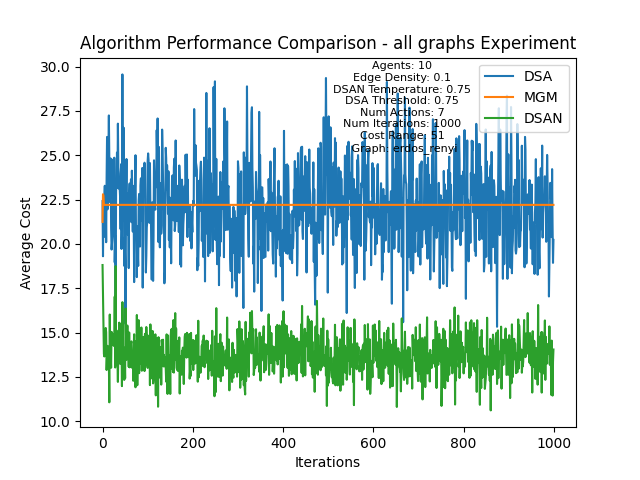 Algorithm Performance Comparison - all graphs Experiment
30.0
27.5
25.0
22.5
20.0
17.5
15.0
12.5
10.0
Average Cost
Agents: 10
Edge Density: 0.1
DSAN Temperature: 0.75
DSA Threshold: 0.75
Num Actions: 7
Num Iterations: 1000
Cost Range: 51
Graph: erdos_renyi
DSA
MGM
DSAN
0
200
400
600
800
1000
Iterations